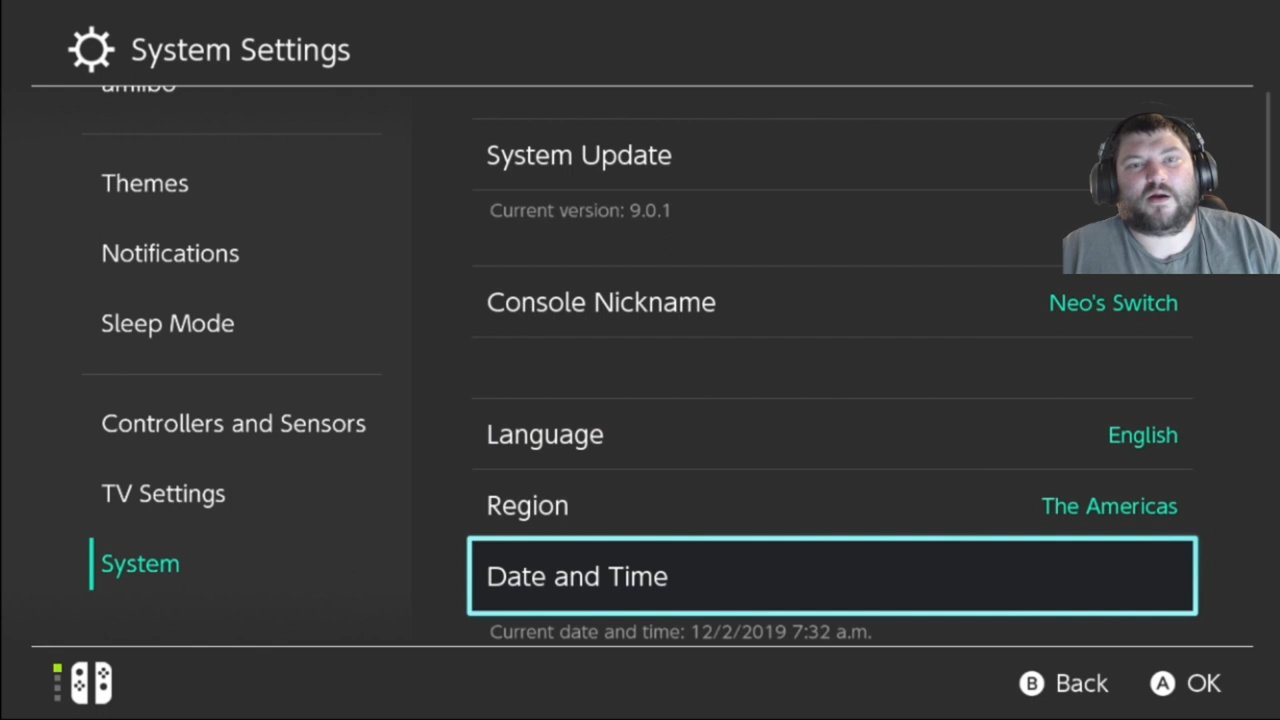 System Settings
amiibo
Themes
Notifications
Sleep Mode
Controllers and Sensors
TV Settings
System
System Update
Current version: 9.0.1
Console Nickname
Neo's Switch
Language
English
Region
The Americas
Date and Time
Current date and time: 12/2/2019 7:32 a.m.
B Back
A OK